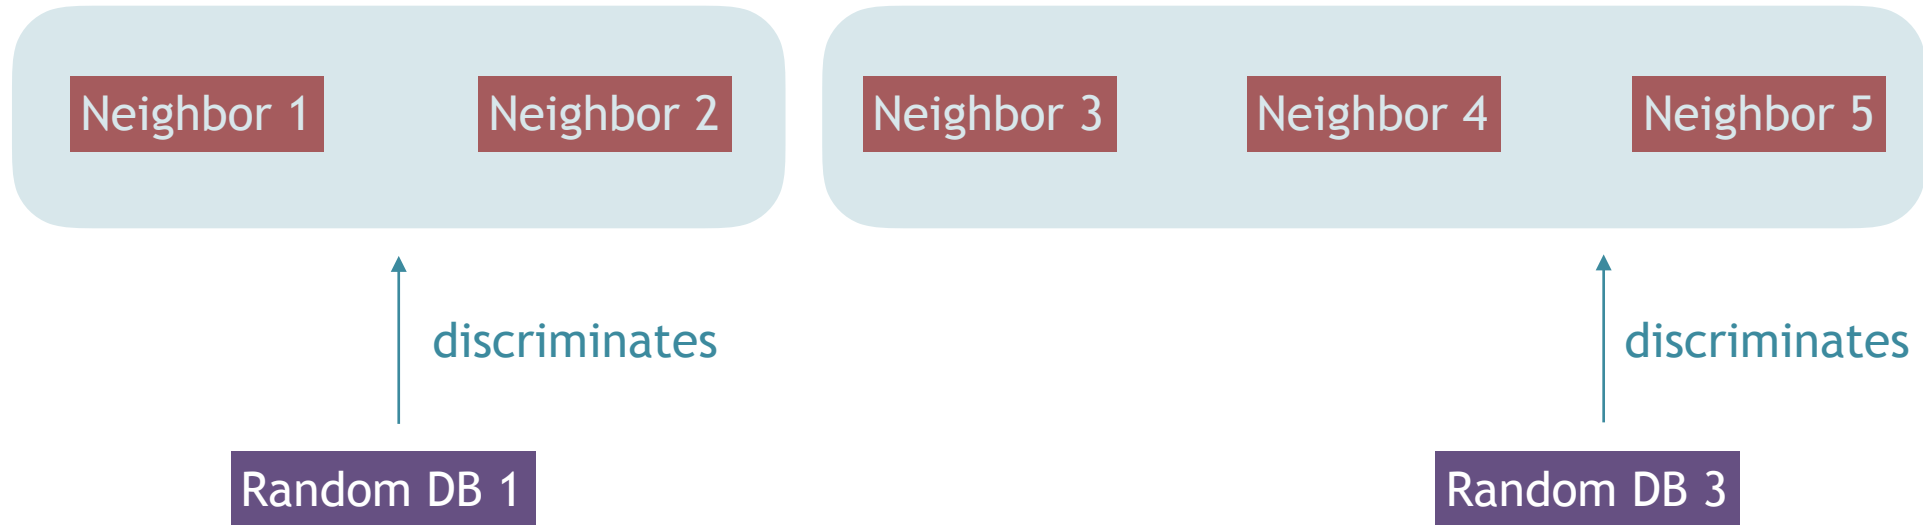 Neighbor 1
Neighbor 2
Neighbor 3
Neighbor 4
Neighbor 5
discriminates
discriminates
Random DB 1
Random DB 3